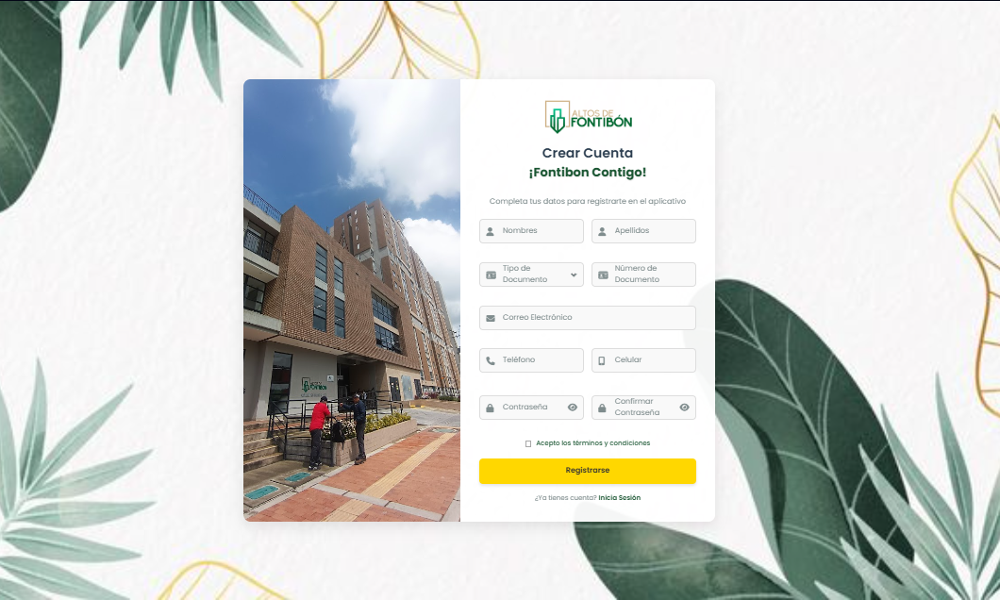 ALTOS DE
FONTIBÓN
Crear Cuenta
¡Fontibon Contigo!
Completa tus datos para registrarte en el aplicativo
Nombres
Apellidos
Tipo de
Documento
Número de
Documento
Correo Electrónico
Teléfono
Celular
Contraseña
Confirmar
Contraseña
Acepto los términos y condiciones
Registrarse
¿Ya tienes cuenta? Inicia Sesión
FONTIBÓN